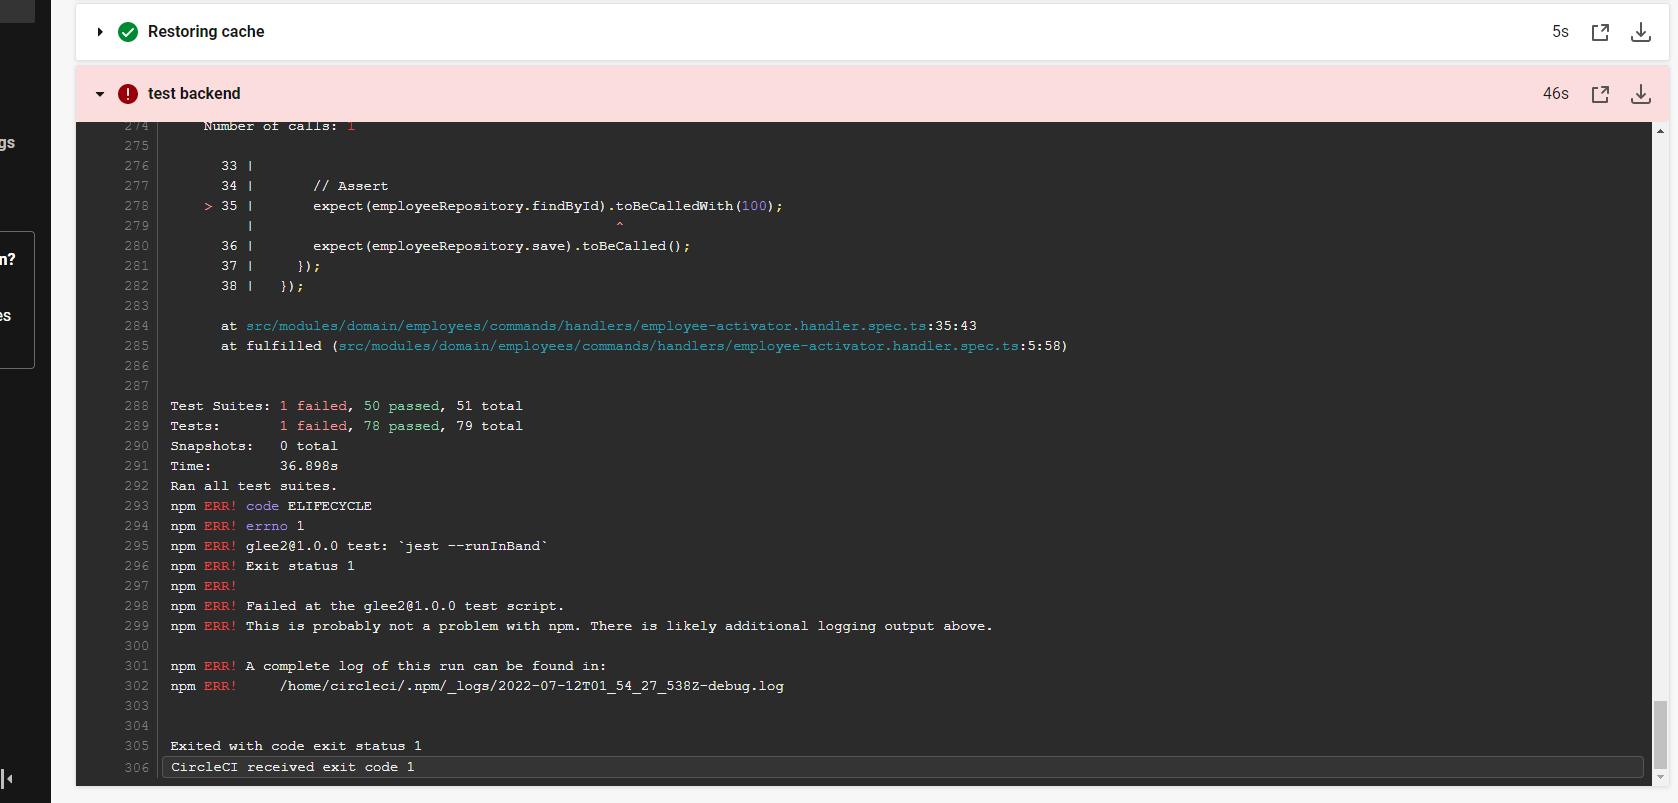 Restoring cache 5s
test backend 46s
gs
n?
es
274 Number of calls: 1
275
276 33 |
277 34 | // Assert
278 > 35 | expect(employeeRepository.findById).toBeCalledWith(100);
279 | ^
280 36 | expect(employeeRepository.save).toBeCalled();
281 37 | });
282 38 | });
283
284 at src/modules/domain/employees/commands/handlers/employee-activator.handler.spec.ts:35:43
285 at fulfilled (src/modules/domain/employees/commands/handlers/employee-activator.handler.spec.ts:5:58)
286
287
288 Test Suites: 1 failed, 50 passed, 51 total
289 Tests: 1 failed, 78 passed, 79 total
290 Snapshots: 0 total
291 Time: 36.898s
292 Ran all test suites.
293 npm ERR! code ELIFECYCLE
294 npm ERR! errno 1
295 npm ERR! glee2@1.0.0 test: `jest --runInBand`
296 npm ERR! Exit status 1
297 npm ERR!
298 npm ERR! Failed at the glee2@1.0.0 test script.
299 npm ERR! This is probably not a problem with npm. There is likely additional logging output above.
300
301 npm ERR! A complete log of this run can be found in:
302 npm ERR! /home/circleci/.npm/_logs/2022-07-12T01_54_27_538Z-debug.log
303
304
305 Exited with code exit status 1
306 CircleCI received exit code 1